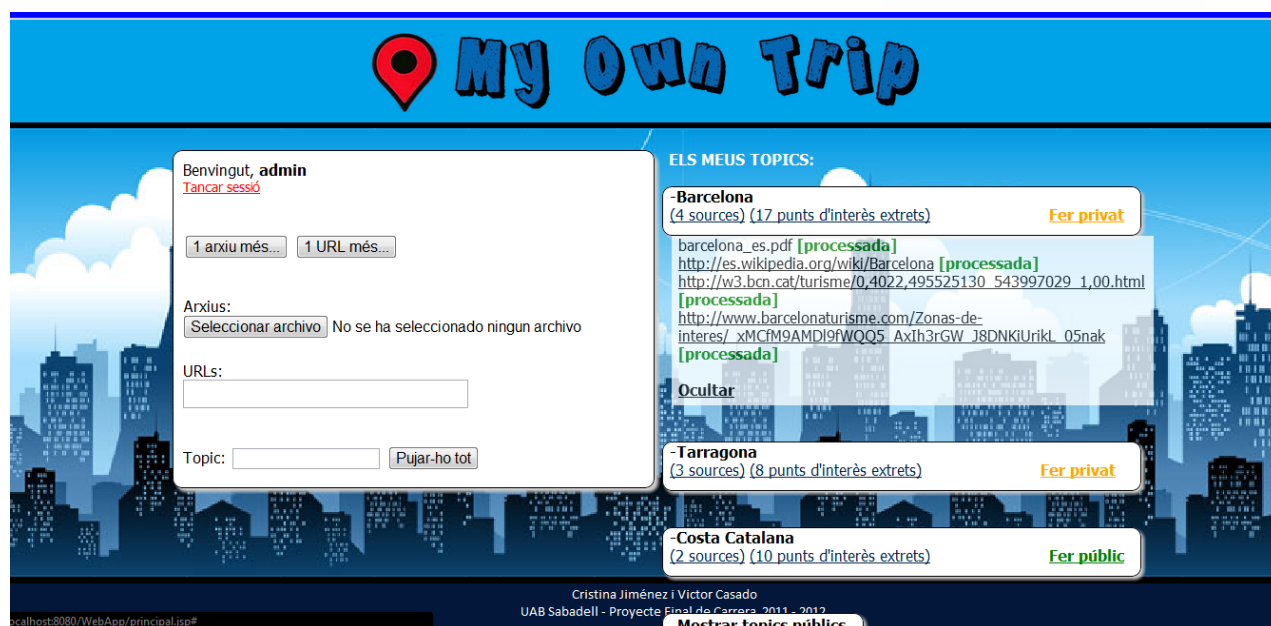 My Own Trip
Benvingut, admin
Tancar sessió
1 arxiu més... 1 URL més...
Arxius:
Seleccionar archivo No se ha seleccionado ningun archivo
URLs:
Topic: Pujar-ho tot
ELS MEUS TOPICS:
-Barcelona
(4 sources) (17 punts d'interès extrets) Fer privat
barcelona_es.pdf [processada]
http://es.wikipedia.org/wiki/Barcelona [processada]
http://w3.bcn.cat/turisme/0,4022,495525130_543997029_1,00.html
[processada]
http://www.barcelonaturisme.com/Zonas-de-
interes/_xMCfM9AMDl9fWQQ5_AxIh3rGW_J8DNKiUrikL_05nak
[processada]
Ocultar
-Tarragona
(3 sources) (8 punts d'interès extrets) Fer privat
-Costa Catalana
(2 sources) (10 punts d'interès extrets) Fer públic
Cristina Jiménez i Victor Casado
UAB Sabadell - Proyecte Final de Carrera, 2011 - 2012
Mostrar topics públics
localhost:8080/WebApp/principal.jsp#